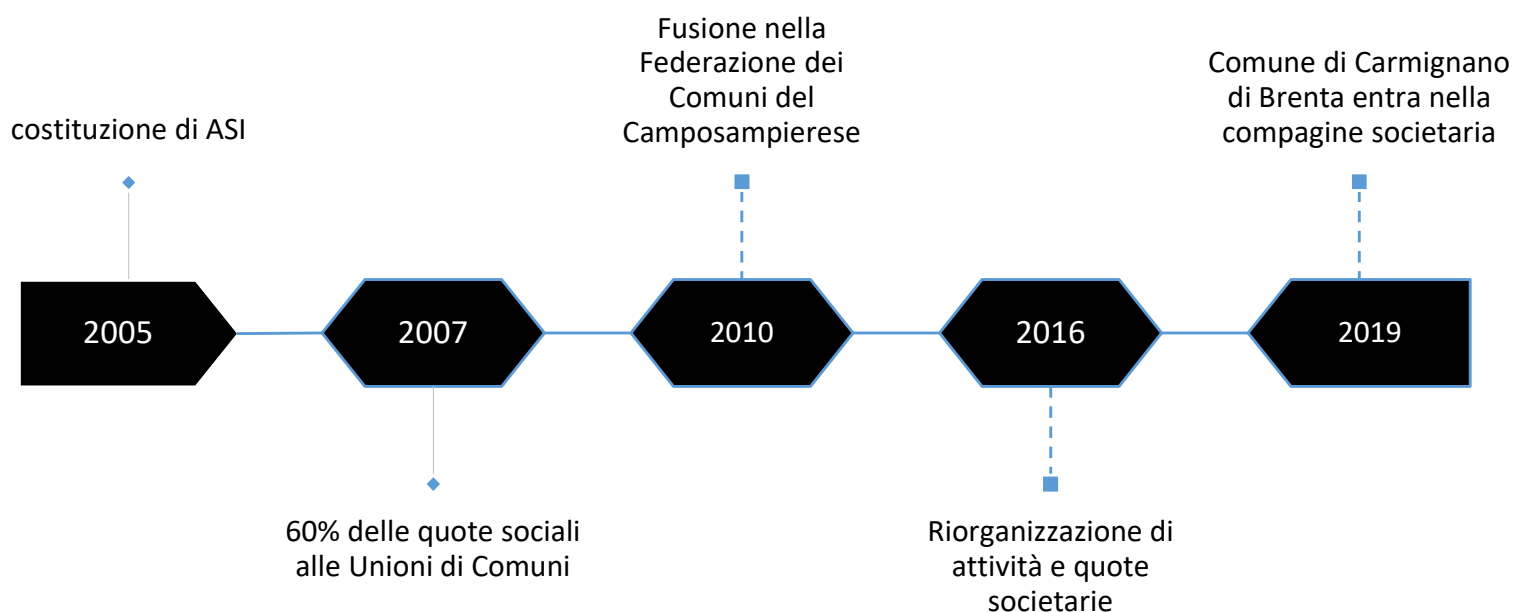 costituzione di ASI
Fusione nella
Federazione dei
Comuni del
Camposampierese
Comune di Carmignano
di Brenta entra nella
compagine societaria
2005
2007
2010
2016
2019
60% delle quote sociali
alle Unioni di Comuni
Riorganizzazione di
attività e quote
societarie